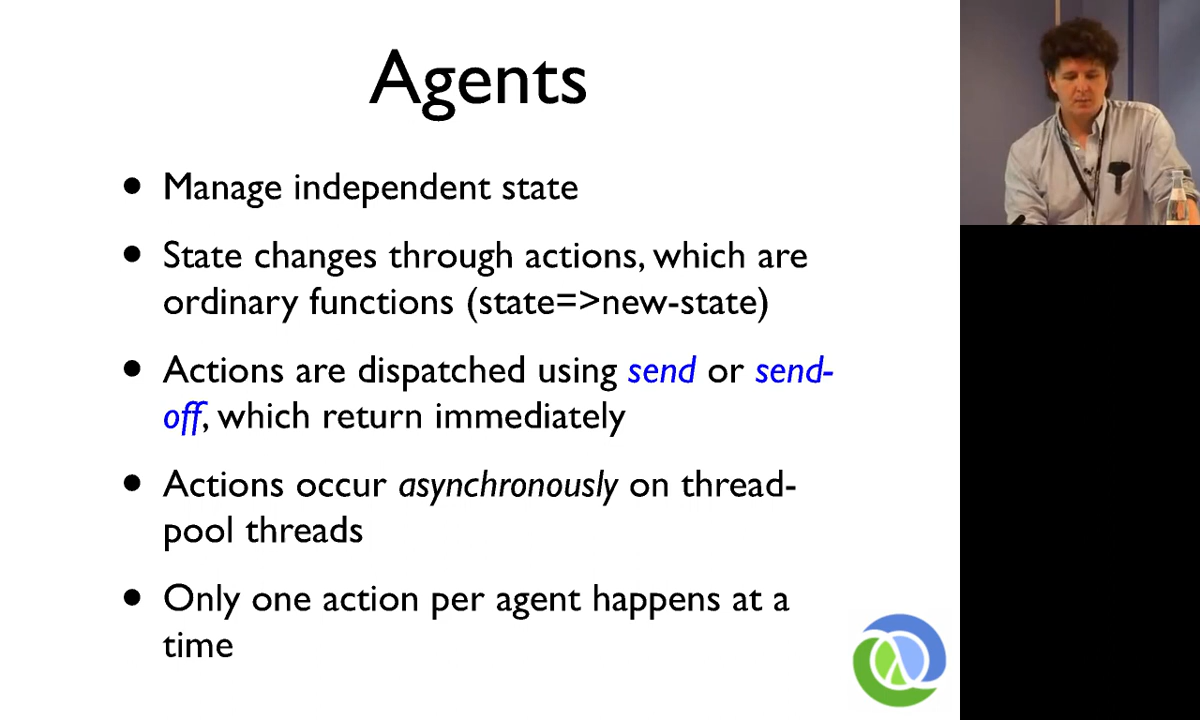 Agents
• Manage independent state
• State changes through actions, which are
ordinary functions (state=>new-state)
• Actions are dispatched using send or send-
off, which return immediately
• Actions occur asynchronously on thread-
pool threads
• Only one action per agent happens at a
time